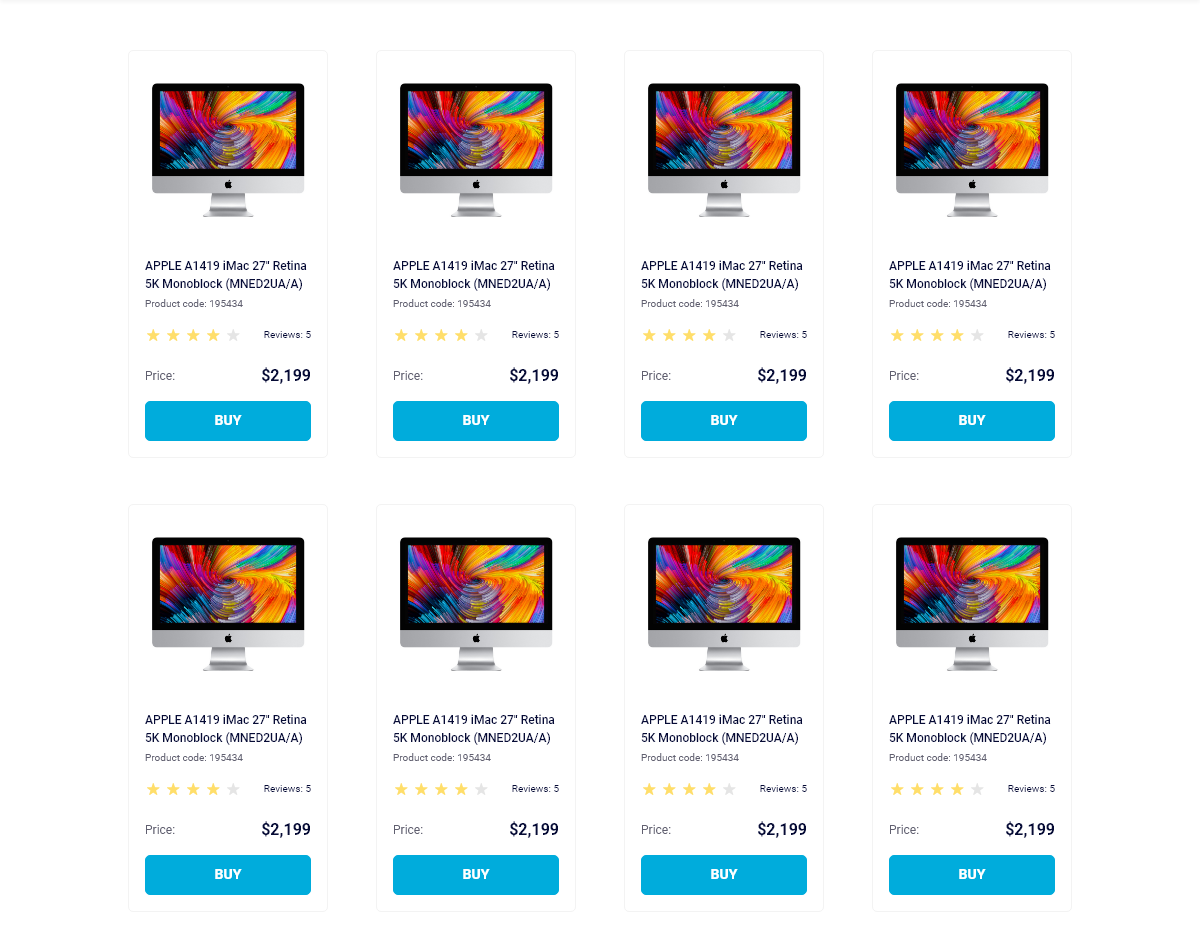 APPLE A1419 iMac 27" Retina
5K Monoblock (MNED2UA/A)
Product code: 195434
Reviews: 5
Price: $2,199
BUY
APPLE A1419 iMac 27" Retina
5K Monoblock (MNED2UA/A)
Product code: 195434
Reviews: 5
Price: $2,199
BUY
APPLE A1419 iMac 27" Retina
5K Monoblock (MNED2UA/A)
Product code: 195434
Reviews: 5
Price: $2,199
BUY
APPLE A1419 iMac 27" Retina
5K Monoblock (MNED2UA/A)
Product code: 195434
Reviews: 5
Price: $2,199
BUY
APPLE A1419 iMac 27" Retina
5K Monoblock (MNED2UA/A)
Product code: 195434
Reviews: 5
Price: $2,199
BUY
APPLE A1419 iMac 27" Retina
5K Monoblock (MNED2UA/A)
Product code: 195434
Reviews: 5
Price: $2,199
BUY
APPLE A1419 iMac 27" Retina
5K Monoblock (MNED2UA/A)
Product code: 195434
Reviews: 5
Price: $2,199
BUY
APPLE A1419 iMac 27" Retina
5K Monoblock (MNED2UA/A)
Product code: 195434
Reviews: 5
Price: $2,199
BUY